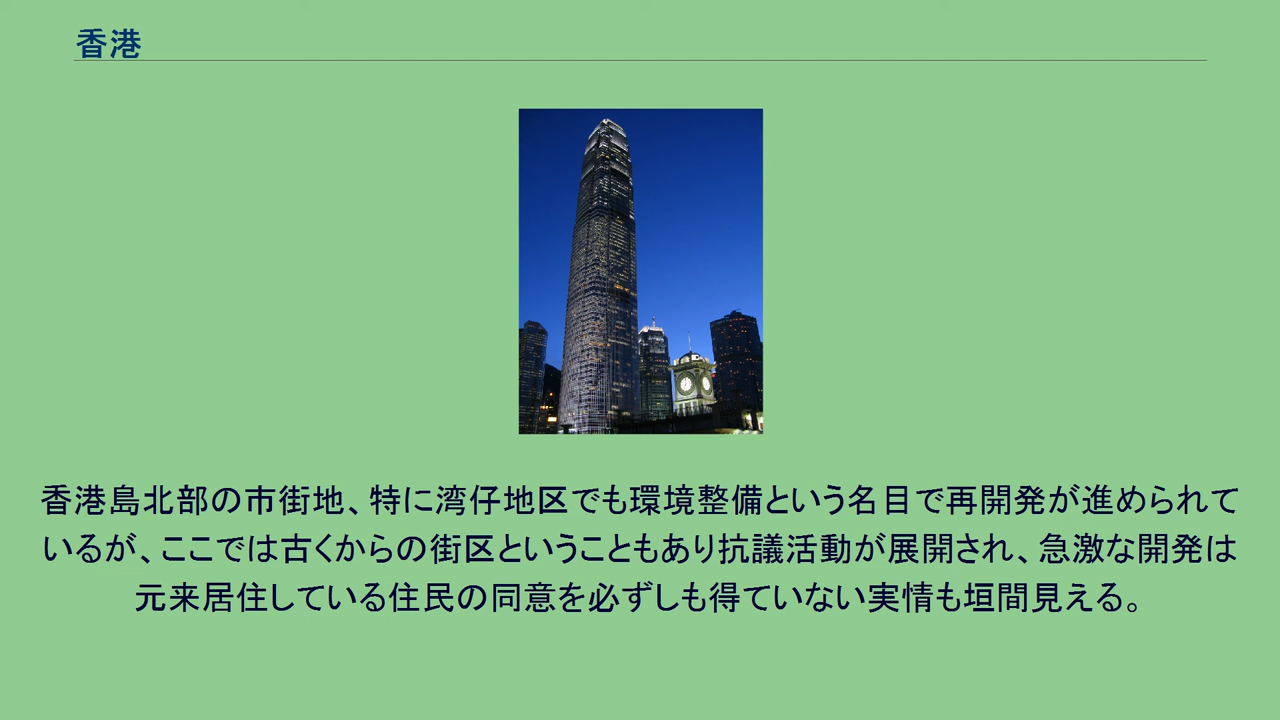 香港
香港島北部の市街地、特に湾仔地区でも環境整備という名目で再開発が進められて
いるが、ここでは古くからの街区ということもあり抗議活動が展開され、急激な開発は
元来居住している住民の同意を必ずしも得ていない実情も垣間見える。